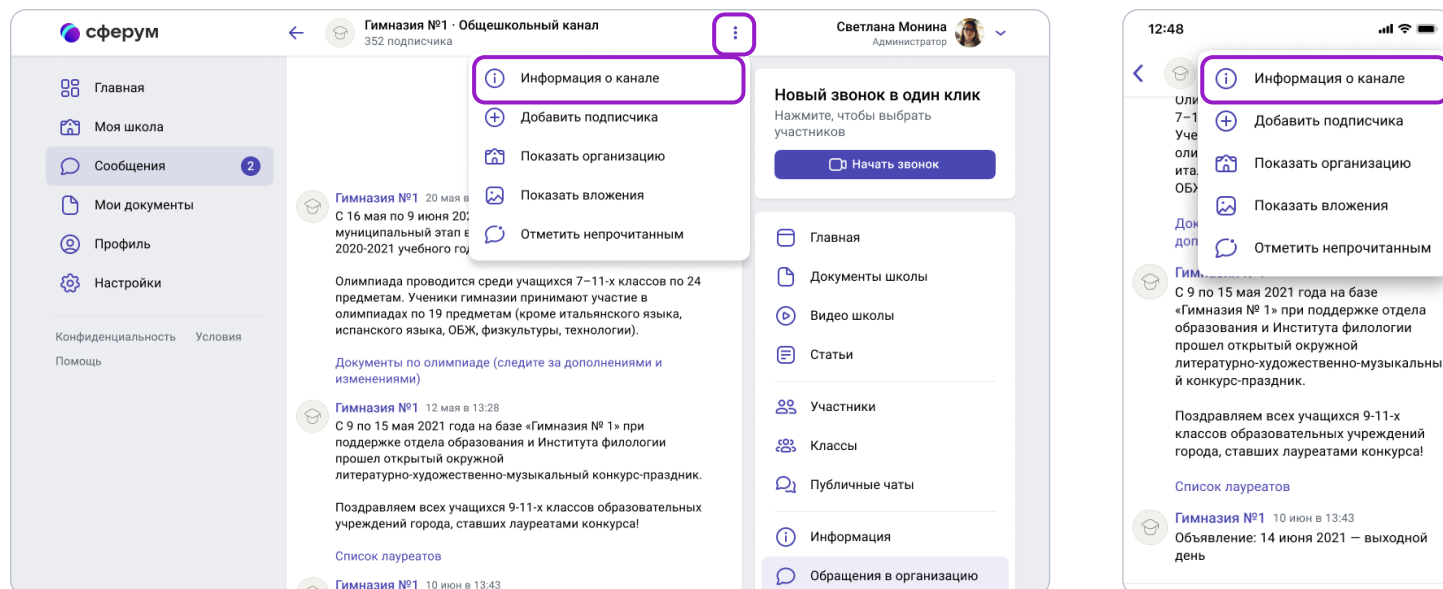 сферум
Гимназия №1 · Общешкольный канал
352 подписчика
Светлана Монина
Администратор
Главная
Моя школа
Сообщения 2
Мои документы
Профиль
Настройки
Конфиденциальность Условия
Помощь
Информация о канале
Добавить подписчика
Показать организацию
Показать вложения
Отметить непрочитанным
Гимназия №1 20 мая в
С 16 мая по 9 июня
муниципальный этап
2020-2021 учебного
Олимпиада проводится среди учащихся 7–11-х классов по 24
предметам. Ученики гимназии принимают участие в
олимпиадах по 19 предметам (кроме итальянского языка,
испанского языка, ОБЖ, физкультуры, технологии).
Документы по олимпиаде (следите за дополнениями и
изменениями)
Гимназия №1 12 мая в 13:28
С 9 по 15 мая 2021 года на базе «Гимназия № 1» при
поддержке отдела образования и Института филологии
прошел открытый окружной
литературно-художественно-музыкальный конкурс-праздник.
Поздравляем всех учащихся 9-11-х классов образовательных
учреждений города, ставших лауреатами конкурса!
Список лауреатов
Гимназия №1 10 июн в 13:43
Новый звонок в один клик
Нажмите, чтобы выбрать
участников
Начать звонок
Главная
Документы школы
Видео школы
Статьи
Участники
Классы
Публичные чаты
Информация
Обращения в организацию
12:48
Информация о канале
Добавить подписчика
Показать организацию
Показать вложения
Отметить непрочитанным
С 9 по 15 мая 2021 года на базе
«Гимназия № 1» при поддержке отдела
образования и Института филологии
прошел открытый окружной
литературно-художественно-музыкальны
й конкурс-праздник.
Поздравляем всех учащихся 9-11-х
классов образовательных учреждений
города, ставших лауреатами конкурса!
Список лауреатов
Гимназия №1 10 июн в 13:43
Объявление: 14 июня 2021 — выходной
день